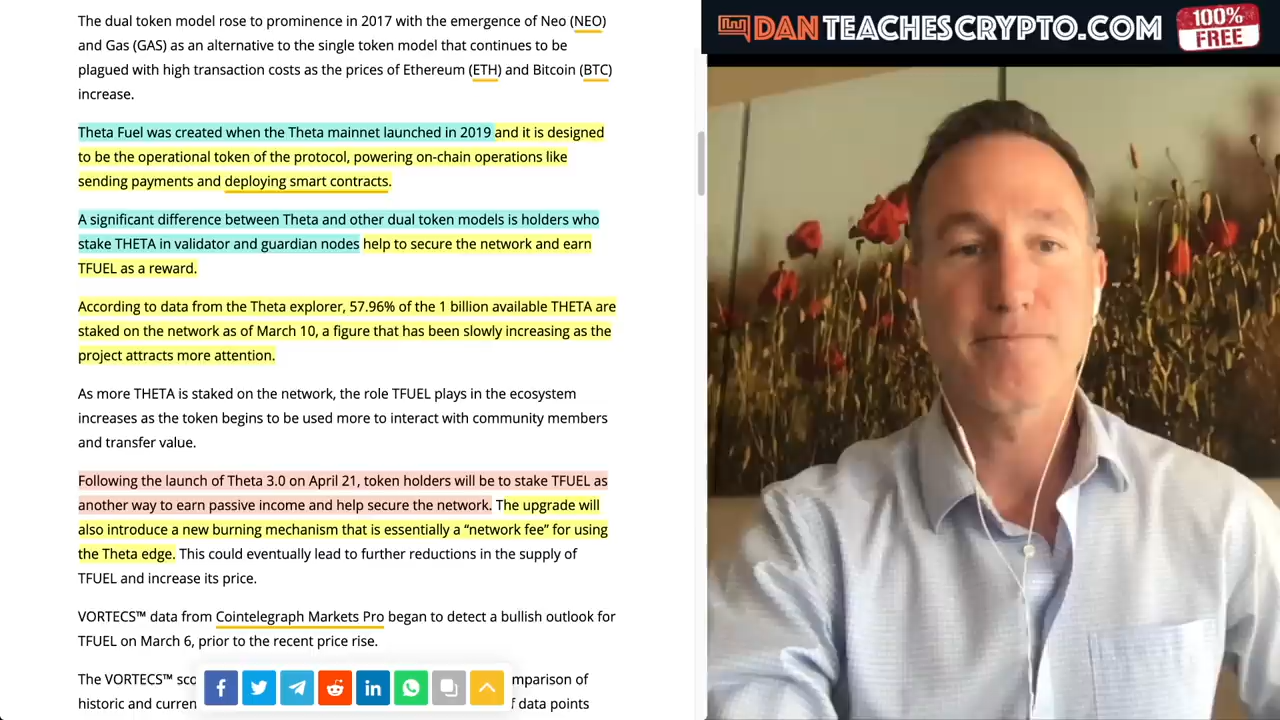 The dual token model rose to prominence in 2017 with the emergence of Neo (NEO)
and Gas (GAS) as an alternative to the single token model that continues to be
plagued with high transaction costs as the prices of Ethereum (ETH) and Bitcoin (BTC)
increase.
Theta Fuel was created when the Theta mainnet launched in 2019 and it is designed
to be the operational token of the protocol, powering on-chain operations like
sending payments and deploying smart contracts.
A significant difference between Theta and other dual token models is holders who
stake THETA in validator and guardian nodes help to secure the network and earn
TFUEL as a reward.
According to data from the Theta explorer, 57.96% of the 1 billion available THETA are
staked on the network as of March 10, a figure that has been slowly increasing as the
project attracts more attention.
As more THETA is staked on the network, the role TFUEL plays in the ecosystem
increases as the token begins to be used more to interact with community members
and transfer value.
Following the launch of Theta 3.0 on April 21, token holders will be to stake TFUEL as
another way to earn passive income and help secure the network. The upgrade will
also introduce a new burning mechanism that is essentially a “network fee” for using
the Theta edge. This could eventually lead to further reductions in the supply of
TFUEL and increase its price.
VORTECS™ data from Cointelegraph Markets Pro began to detect a bullish outlook for
TFUEL on March 6, prior to the recent price rise.
The VORTECS™ mparison of
historic and data points
DANTEACHESCRYPTO.COM
100%
FREE